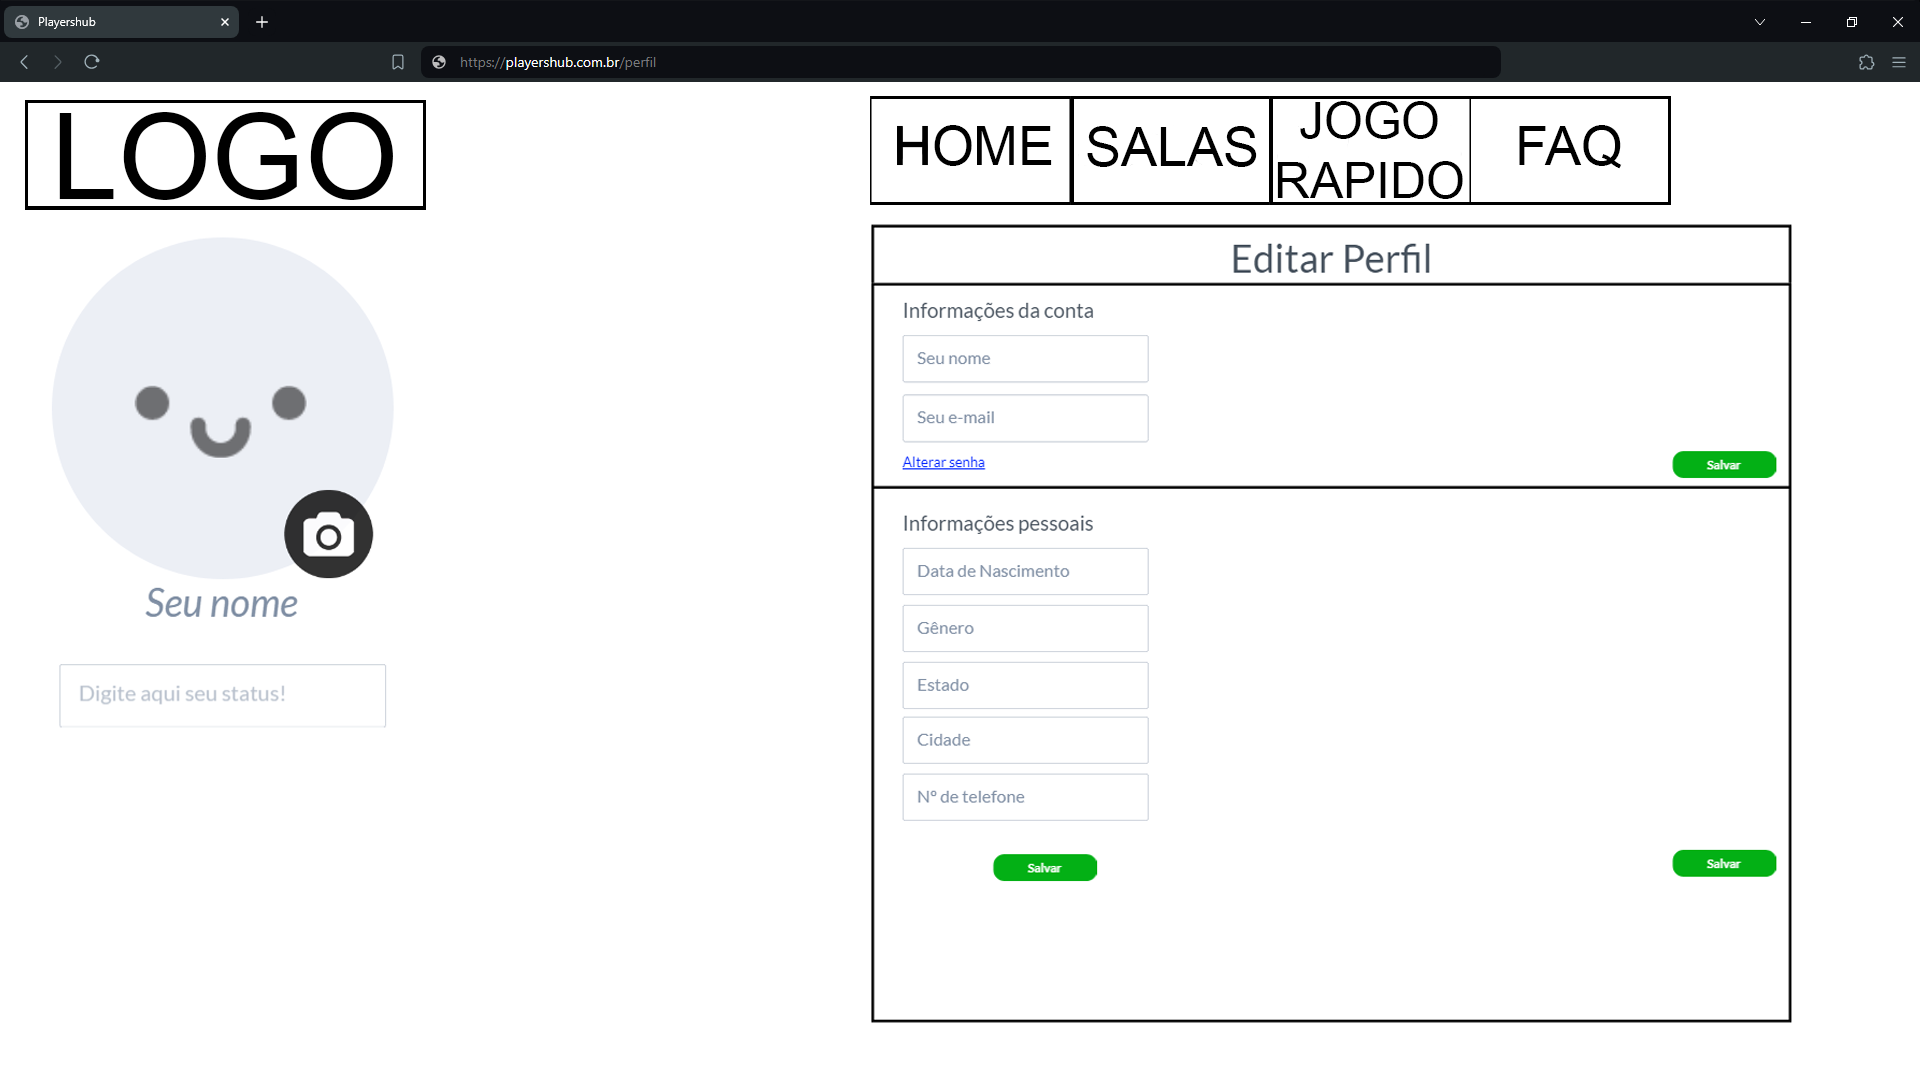 Playershub
https://playershub.com.br/perfil
LOGO
HOME
SALAS
JOGO
RAPIDO
FAQ
Seu nome
Digite aqui seu status!
Editar Perfil
Informações da conta
Seu nome
Seu e-mail
Alterar senha
Salvar
Informações pessoais
Data de Nascimento
Gênero
Estado
Cidade
Nº de telefone
Salvar
Salvar